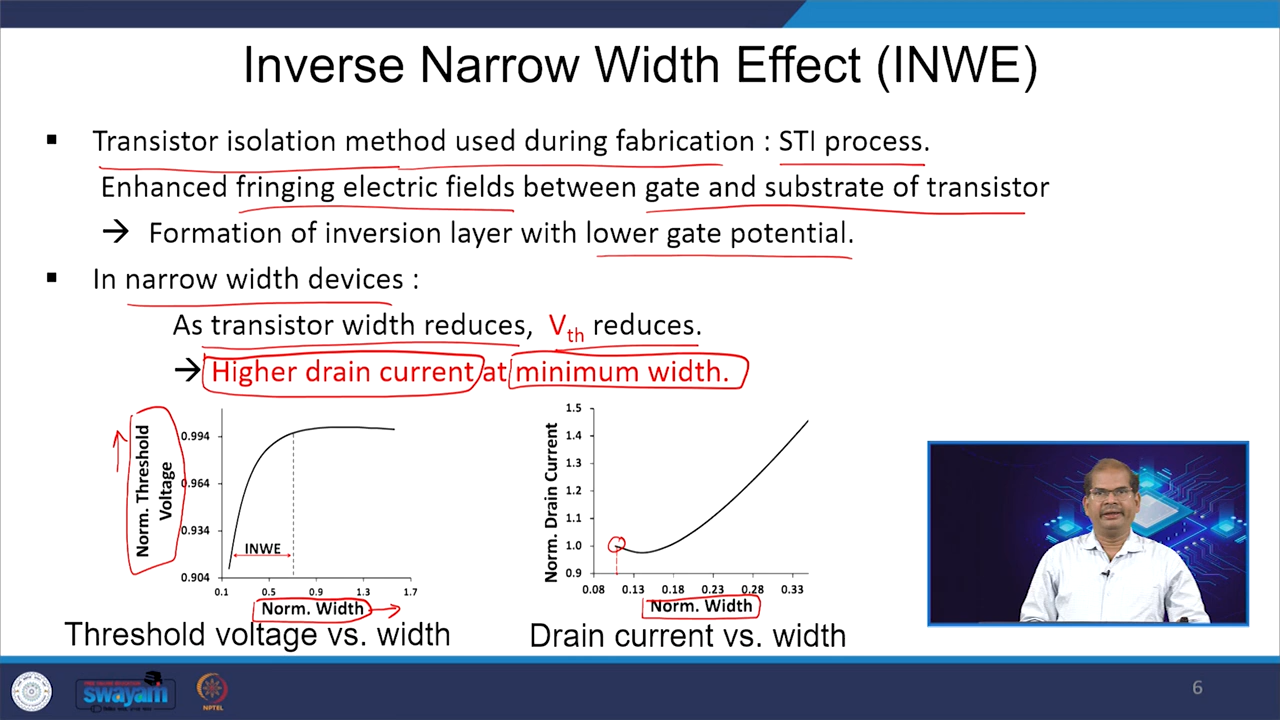 Inverse Narrow Width Effect (INWE)
▪ Transistor isolation method used during fabrication : STI process.
Enhanced fringing electric fields between gate and substrate of transistor
→ Formation of inversion layer with lower gate potential.
▪ In narrow width devices :
As transistor width reduces, Vth reduces.
→ Higher drain current at minimum width.
Norm. Threshold
Voltage
0.994
0.964
0.934
0.904
INWE
0.1 0.5 0.9 1.3 1.7
Norm. Width
Threshold voltage vs. width
Norm. Drain Current
1.5
1.4
1.3
1.2
1.1
1.0
0.9
0.08 0.13 0.18 0.23 0.28 0.33
Norm. Width
Drain current vs. width
swayam
NPTEL
6